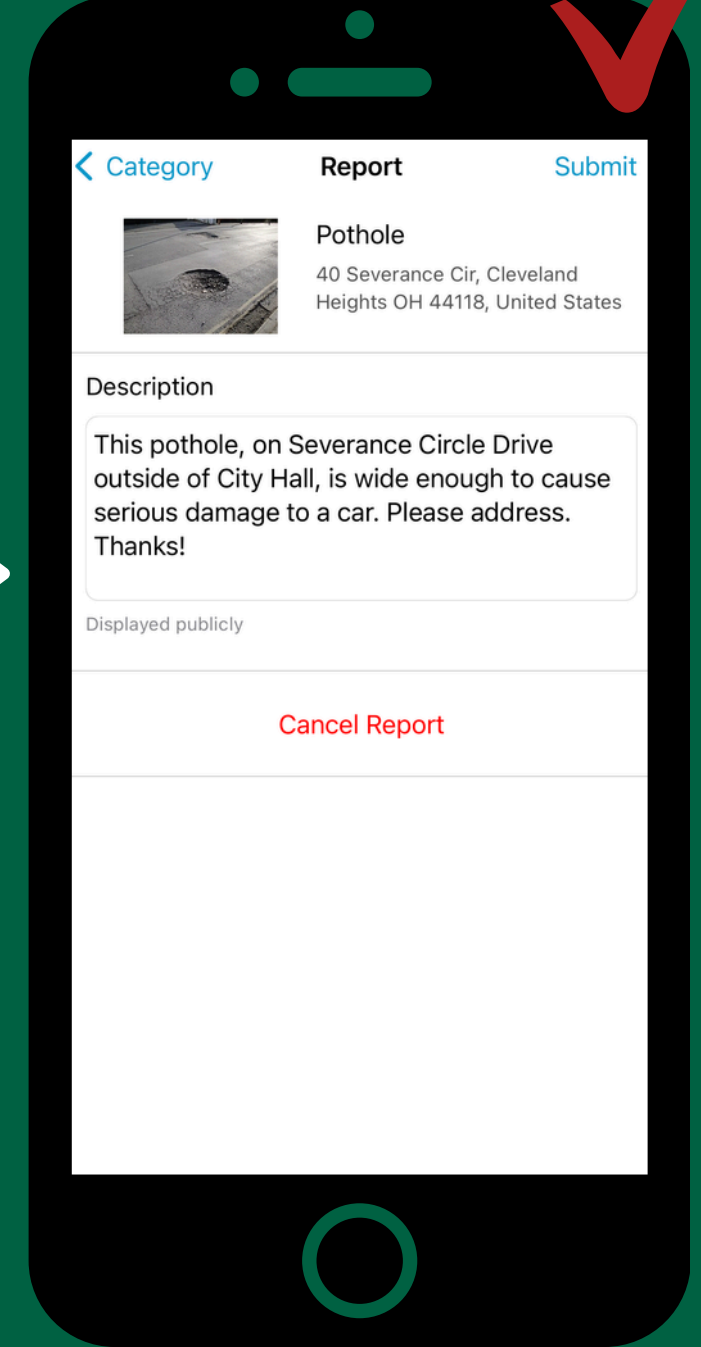 Category
Report
Submit
Pothole
40 Severance Cir, Cleveland
Heights OH 44118, United States
Description
This pothole, on Severance Circle Drive
outside of City Hall, is wide enough to cause
serious damage to a car. Please address.
Thanks!
Displayed publicly
Cancel Report